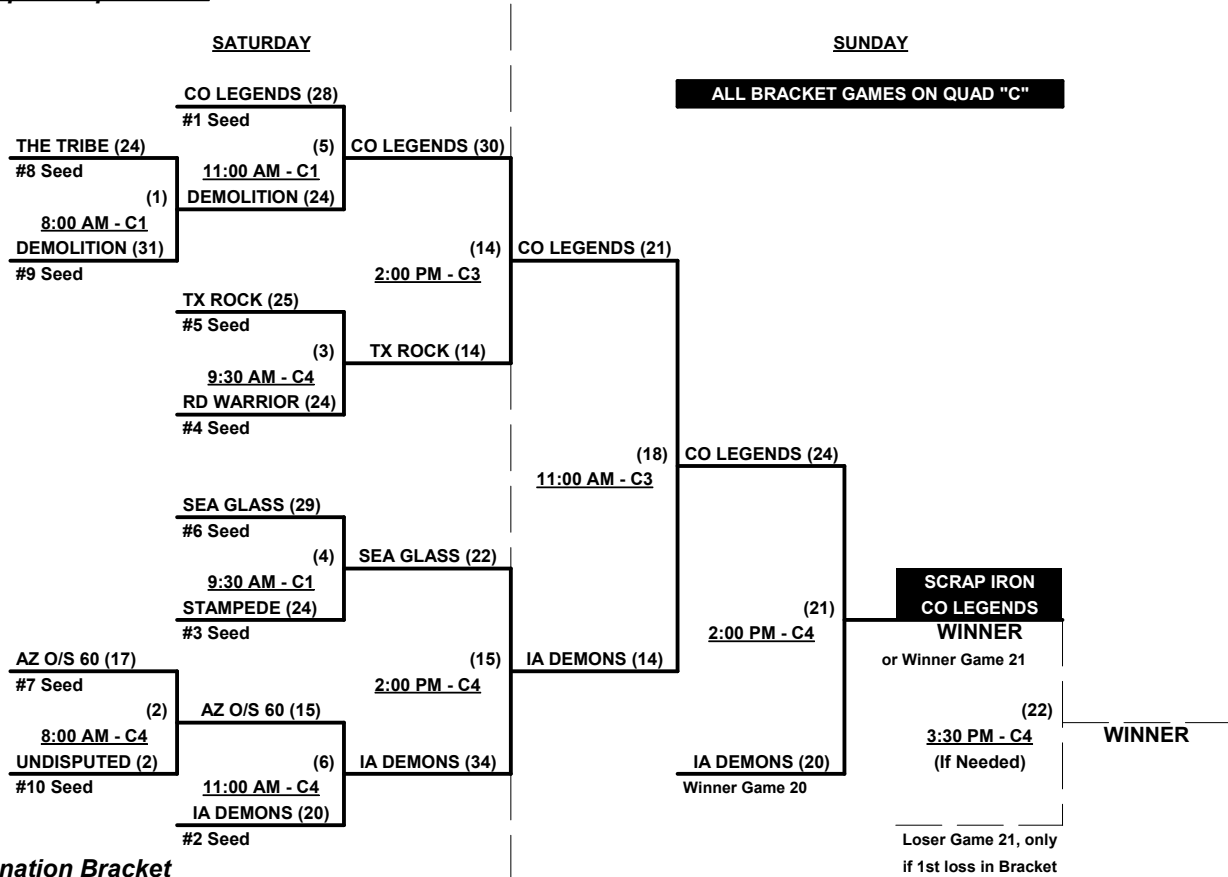 SATURDAY
SUNDAY
CO LEGENDS (28)
ALL BRACKET GAMES ON QUAD "C"
#1 Seed
THE TRIBE (24)
(5)
CO LEGENDS (30)
#8 Seed
11:00 AM - C1
(1)
DEMOLITION (24)
8:00 AM - C1
DEMOLITION (31)
(14)
CO LEGENDS (21)
#9 Seed
2:00 PM - C3
TX ROCK (25)
#5 Seed
(3)
TX ROCK (14)
9:30 AM - C4
RD WARRIOR (24)
#4 Seed
(18)
CO LEGENDS (24)
11:00 AM - C3
SEA GLASS (29)
#6 Seed
(4)
SEA GLASS (22)
9:30 AM - C1
SCRAP IRON
STAMPEDE (24)
(21)
CO LEGENDS
#3 Seed
2:00 PM - C4
WINNER
AZ O/S 60 (17)
(15)
IA DEMONS (14)
or Winner Game 21
#7 Seed
2:00 PM - C4
(2)
AZ O/S 60 (15)
(22)
8:00 AM - C4
3:30 PM - C4
WINNER
UNDISPUTED (2)
(6)
IA DEMONS (34)
IA DEMONS (20)
(If Needed)
#10 Seed
11:00 AM - C4
Winner Game 20
IA DEMONS (20)
#2 Seed
Loser Game 21, only
nation Bracket
if 1st loss in Bracket